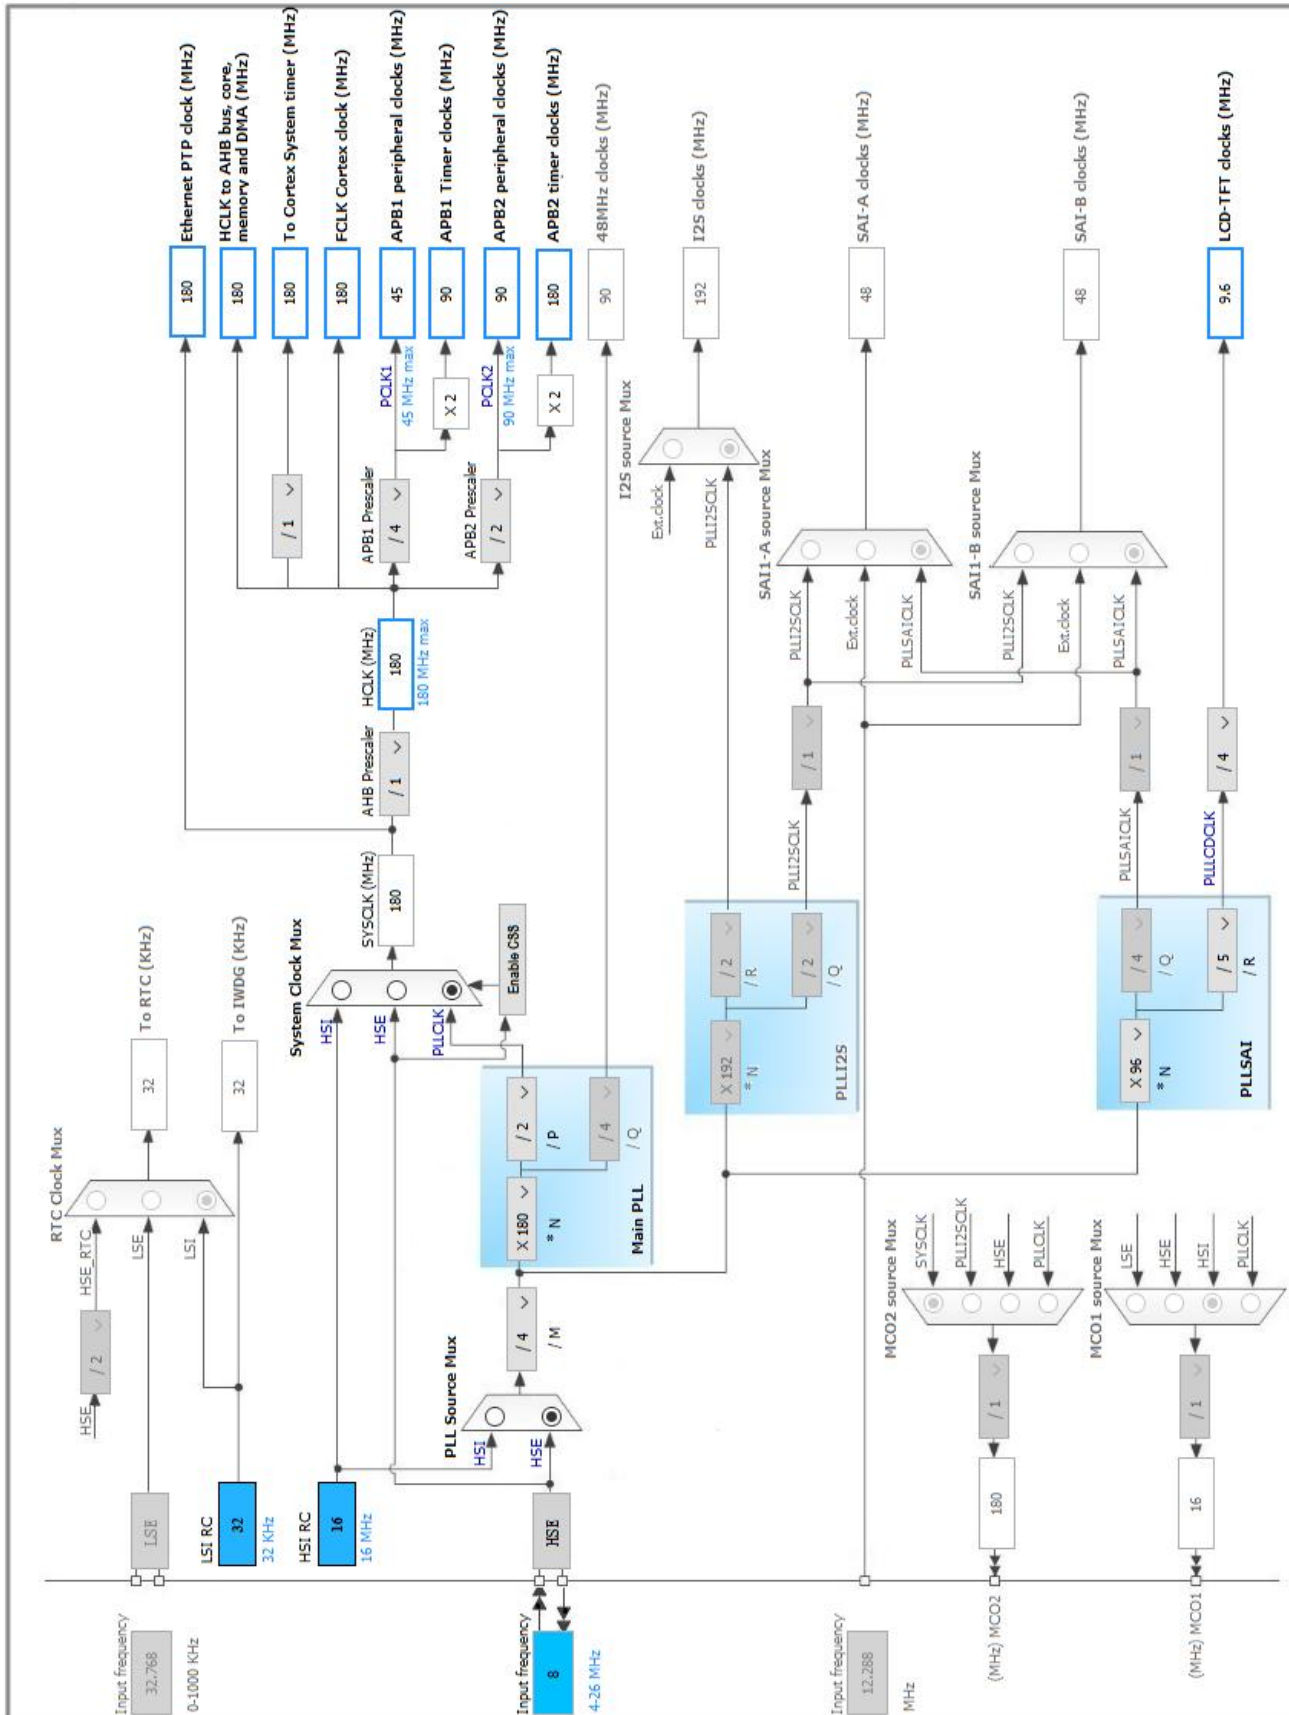 Input frequency
32.768
0-1000 KHz
LSE
LSI RC
32
32 KHz
HSI RC
16
16 MHz
Input frequency
8
4-26 MHz
HSE
Input frequency
12.288
MHz
HSE
/ 2
HSE_RTC
LSE
LSI
RTC Clock Mux
32
To RTC (KHz)
32
To IWDG (KHz)
PLL Source Mux
HSI
HSE
/ 4
/ M
X 180
* N
/ 2
/ P
/ 4
/ Q
Main PLL
System Clock Mux
HSI
HSE
PLLCLK
Enable CSS
SYSCLK (MHz)
180
AHB Prescaler
/ 1
HCLK (MHz)
180
180 MHz max
/ 1
APB1 Prescaler
/ 4
PCLK1
45 MHz max
X 2
APB2 Prescaler
/ 2
PCLK2
90 MHz max
X 2
180
Ethernet PTP clock (MHz)
180
HCLK to AHB bus, core,
memory and DMA (MHz)
180
To Cortex System timer (MHz)
180
FCLK Cortex clock (MHz)
45
APB1 peripheral clocks (MHz)
90
APB1 Timer clocks (MHz)
90
APB2 peripheral clocks (MHz)
180
APB2 timer clocks (MHz)
90
48MHz clocks (MHz)
X 192
* N
/ 2
/ R
/ 2
/ Q
PLLI2S
PLLI2SCLK
/ 1
I2S source Mux
Ext.clock
PLLI2SCLK
192
I2S clocks (MHz)
SAI1-A source Mux
PLLI2SCLK
Ext.clock
PLLSAICLK
48
SAI-A clocks (MHz)
SAI1-B source Mux
PLLI2SCLK
Ext.clock
PLLSAICLK
48
SAI-B clocks (MHz)
X 96
* N
/ 4
/ Q
/ 5
/ R
PLLSAI
PLLSAICLK
/ 1
PLLLCDCLK
/ 4
9.6
LCD-TFT clocks (MHz)
MCO2 source Mux
SYSCLK
PLLI2SCLK
HSE
PLLCLK
/ 1
180
(MHz) MCO2
MCO1 source Mux
LSE
HSE
HSI
PLLCLK
/ 1
16
(MHz) MCO1